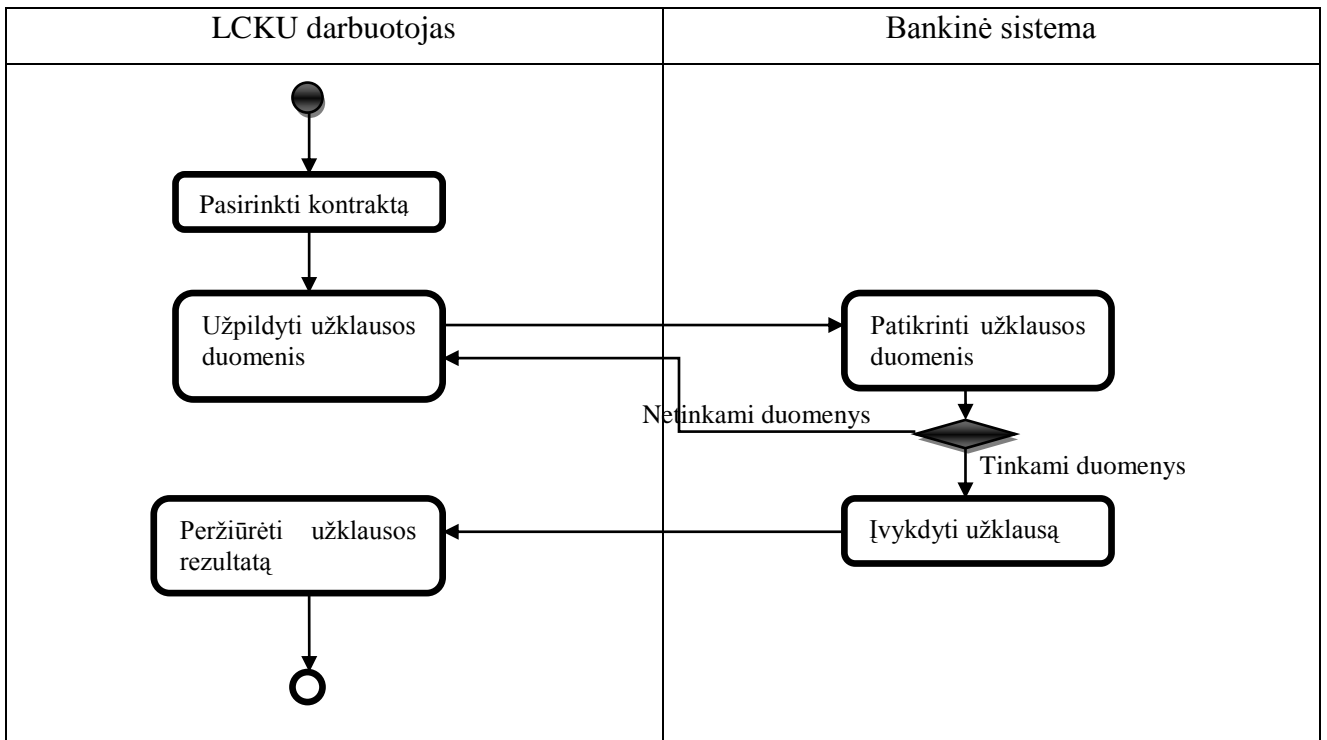 LCKU darbuotojas
Bankinė sistema
Pasirinkti kontraktą
Užpildyti užklausos
duomenis
Patikrinti užklausos
duomenis
Netinkami duomenys
Tinkami duomenys
Peržiūrėti užklausos
rezultatą
Įvykdyti užklausą